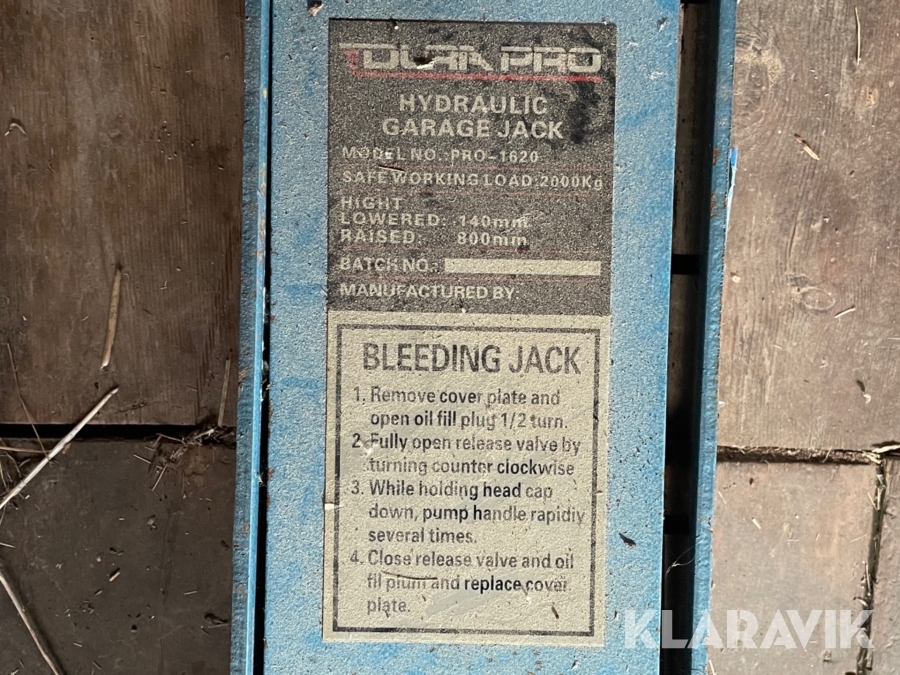 DURA PRO
HYDRAULIC
GARAGE JACK
MODEL NO.:PRO-1620
SAFE WORKING LOAD:2000Kg
HIGHT
LOWERED: 140mm
RAISED: 800mm
BATCH NO.:
MANUFACTURED BY:
BLEEDING JACK
1. Remove cover plate and
open oil fill plug 1/2 turn.
2. Fully open release valve by
turning counter clockwise
3. While holding head cap
down, pump handle rapidiy
several times.
4. Close release valve and oil
fil plum and replace cover
plate.
KLARAVIK